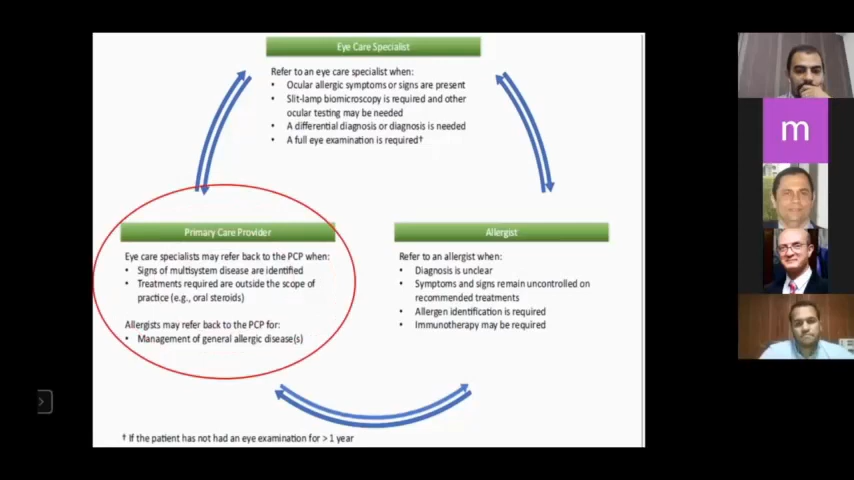 Eye Care Specialist
Refer to an eye care specialist when:
• Ocular allergic symptoms or signs are present
• Slit-lamp biomicroscopy is required and other
ocular testing may be needed
• A differential diagnosis or diagnosis is needed
• A full eye examination is required†
Primary Care Provider
Eye care specialists may refer back to the PCP when:
• Signs of multisystem disease are identified
• Treatments required are outside the scope of
practice (e.g., oral steroids)
Allergists may refer back to the PCP for:
• Management of general allergic disease(s)
Allergist
Refer to an allergist when:
• Diagnosis is unclear
• Symptoms and signs remain uncontrolled on
recommended treatments
• Allergen identification is required
• Immunotherapy may be required
† If the patient has not had an eye examination for > 1 year
m